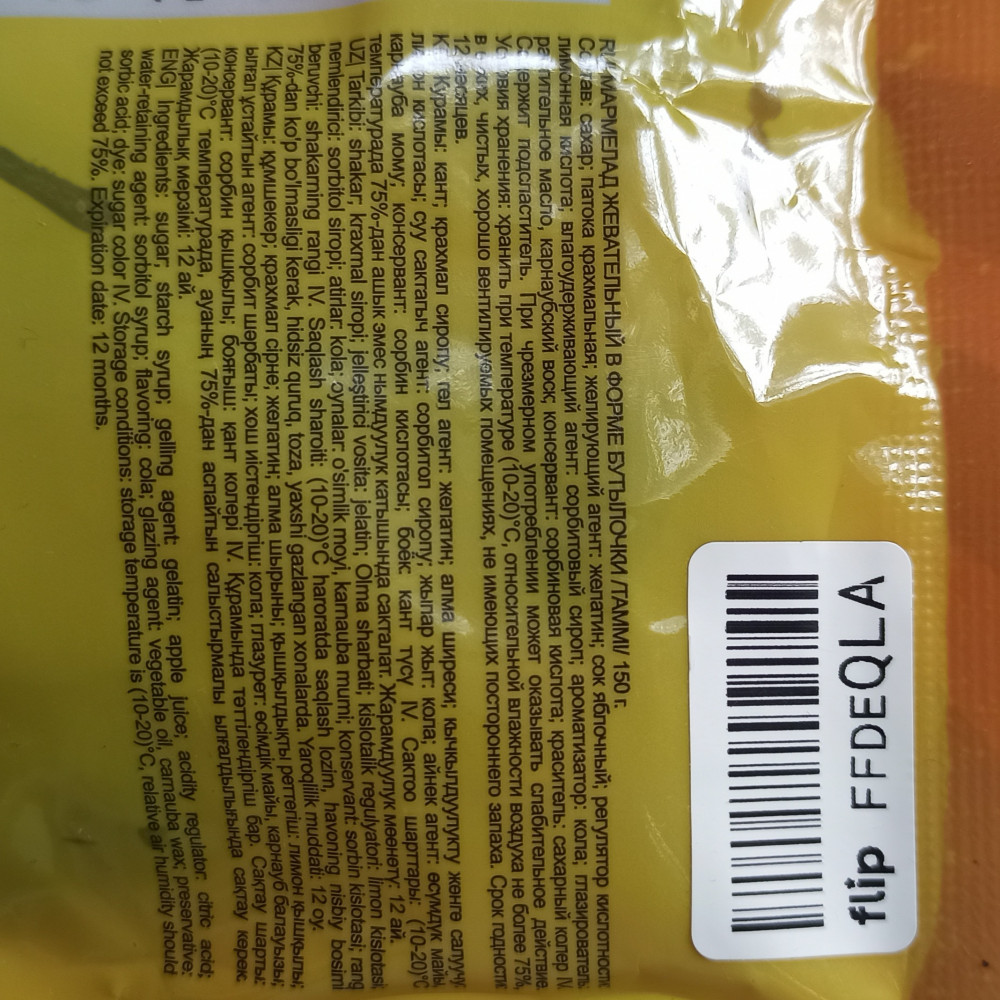 RU| МАРМЕЛАД ЖЕВАТЕЛЬНЫЙ В ФОРМЕ БУТЫЛОЧКИ /ТАММИ/ 150 г.
Состав: сахар; патока крахмальная; желирующий агент: желатин; сок яблочный; регулятор кислотности
лимонная кислота; влагоудерживающий агент: сорбитовый сироп; ароматизатор: кола; глазирователь
растительное масло, карнаубский воск; консервант: сорбиновая кислота; краситель: сахарный колер IV
Содержит подсластитель. При чрезмерном употреблении может оказывать слабительное действие
Условия хранения: хранить при температуре (10-20)°С, относительной влажности воздуха не более 75%,
в сухих, чистых, хорошо вентилируемых помещениях, не имеющих постороннего запаха. Срок годности
12 месяцев.
Курамы: кант; крахмал сиропу; гел агент: желатин; алма ширеси; кычкылдуулукту жөнгө салуучу
лимон кислотасы; суу сактагыч агент: сорбитол сиропу; жыпар жыт: кола; айнек агент: өсүмдүк майы
карнауба мому; консервант: сорбин кислотасы; боёк: кант түсү IV. Сактоо шарттары: (10-20)°С
температурада 75%-дан ашык эмес нымдуулук катышында сакталат. Жарамдуулук мөөнөтү: 12 ай.
UZ| Tarkibi: shakar; kraxmal siropi; jelleştirici vosita: jelatin; Olma sharbati; kislotalik regulyatori: limon kislotasi
nemlendirici: sorbitol siropi; atirlar: kola; oynalar: o'simlik moyi, karnauba mumi; konservant: sorbin kislotasi; rang
beruvchi: shakarning rangi IV. Saqlash sharoiti: (10-20)°C haroratda saqlash lozim, havoning nisbiy bosimi
75%-dan ko'p bo'lmasligi kerak, hidsiz quruq, toza, yaxshi gazlangan xonalarda. Yaroqlilik muddati: 12 oy.
KZ| Құрамы: құмшекер; крахмал сірне; желатин; алма шырыны; қышқылдықты реттегіш: лимон қышқылы;
ылғал ұстайтын агент: сорбит шәрбаты; хош иістендіргіш: кола; глазурет: өсімдік майы, карнауб балауызы;
консервант: сорбин қышқылы; бояғыш: қант колері IV. Құрамында тәттілендіргіш бар. Сақтау шарты:
(10-20)°С температурада, ауаның 75%-дан аспайтын салыстырмалы ылғалдылығында сақтау керек.
Жарамдылық мерзімі: 12 ай.
ENG| Ingredients: sugar; starch syrup; gelling agent: gelatin; apple juice; acidity regulator: citric acid;
water-retaining agent: sorbitol syrup; flavoring: cola; glazing agent: vegetable oil, carnauba wax; preservative:
sorbic acid; dye: sugar color IV. Storage conditions: storage temperature is (10-20)°C, relative air humidity should
not exceed 75%. Expiration date: 12 months.
flip FFDEQLA